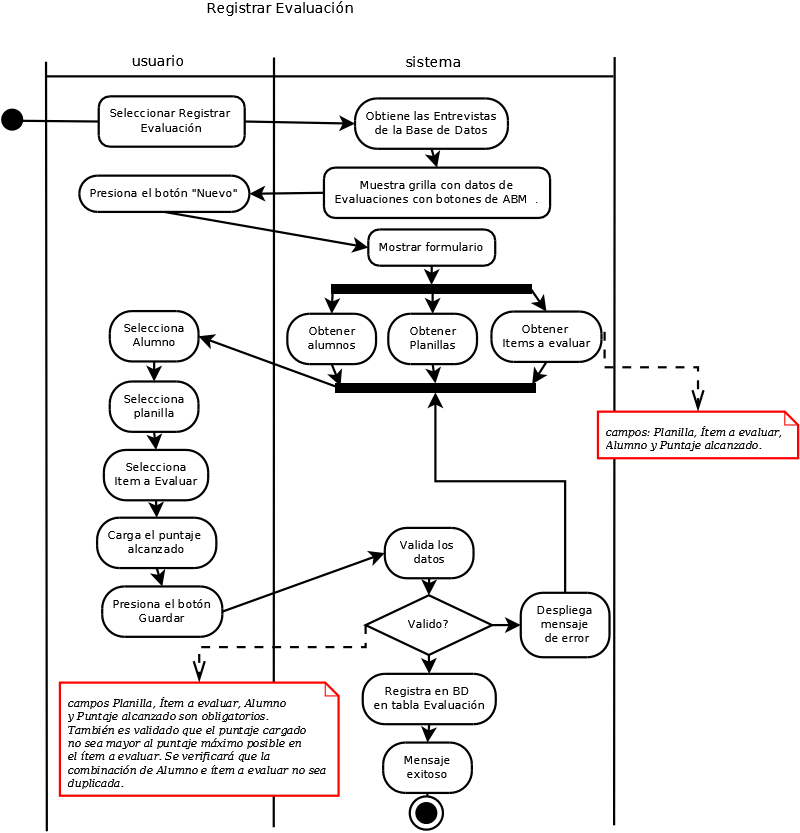 Registrar Evaluación
usuario
sistema
Seleccionar Registrar
Evaluación
Obtiene las Entrevistas
de la Base de Datos
Muestra grilla con datos de
Evaluaciones con botones de ABM .
Presiona el botón "Nuevo"
Mostrar formulario
Obtener
alumnos
Obtener
Planillas
Obtener
Items a evaluar
campos: Planilla, Ítem a evaluar,
Alumno y Puntaje alcanzado.
Selecciona
Alumno
Selecciona
planilla
Selecciona
Item a Evaluar
Carga el puntaje
alcanzado
Presiona el botón
Guardar
Valida los
datos
Valido?
Despliega
mensaje
de error
campos Planilla, Ítem a evaluar, Alumno
y Puntaje alcanzado son obligatorios.
También es validado que el puntaje cargado
no sea mayor al puntaje máximo posible en
el ítem a evaluar. Se verificará que la
combinación de Alumno e ítem a evaluar no sea
duplicada.
Registra en BD
en tabla Evaluación
Mensaje
exitoso